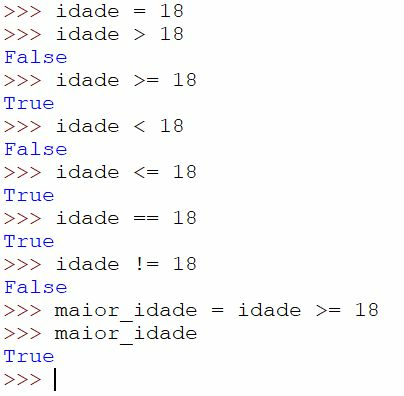 >>> idade = 18
>>> idade > 18
False
>>> idade >= 18
True
>>> idade < 18
False
>>> idade <= 18
True
>>> idade == 18
True
>>> idade != 18
False
>>> maior_idade = idade >= 18
>>> maior_idade
True
>>>